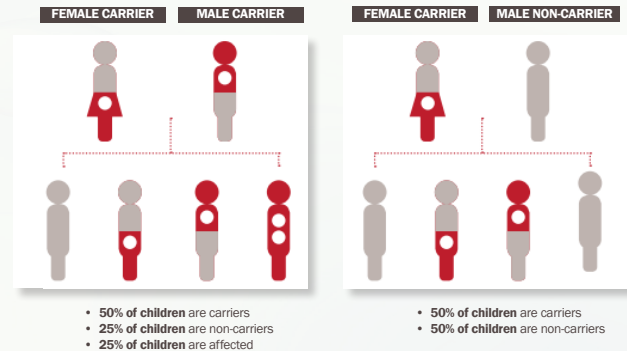 FEMALE CARRIER MALE CARRIER
FEMALE CARRIER MALE NON-CARRIER
• 50% of children are carriers
• 25% of children are non-carriers
• 25% of children are affected
• 50% of children are carriers
• 50% of children are non-carriers